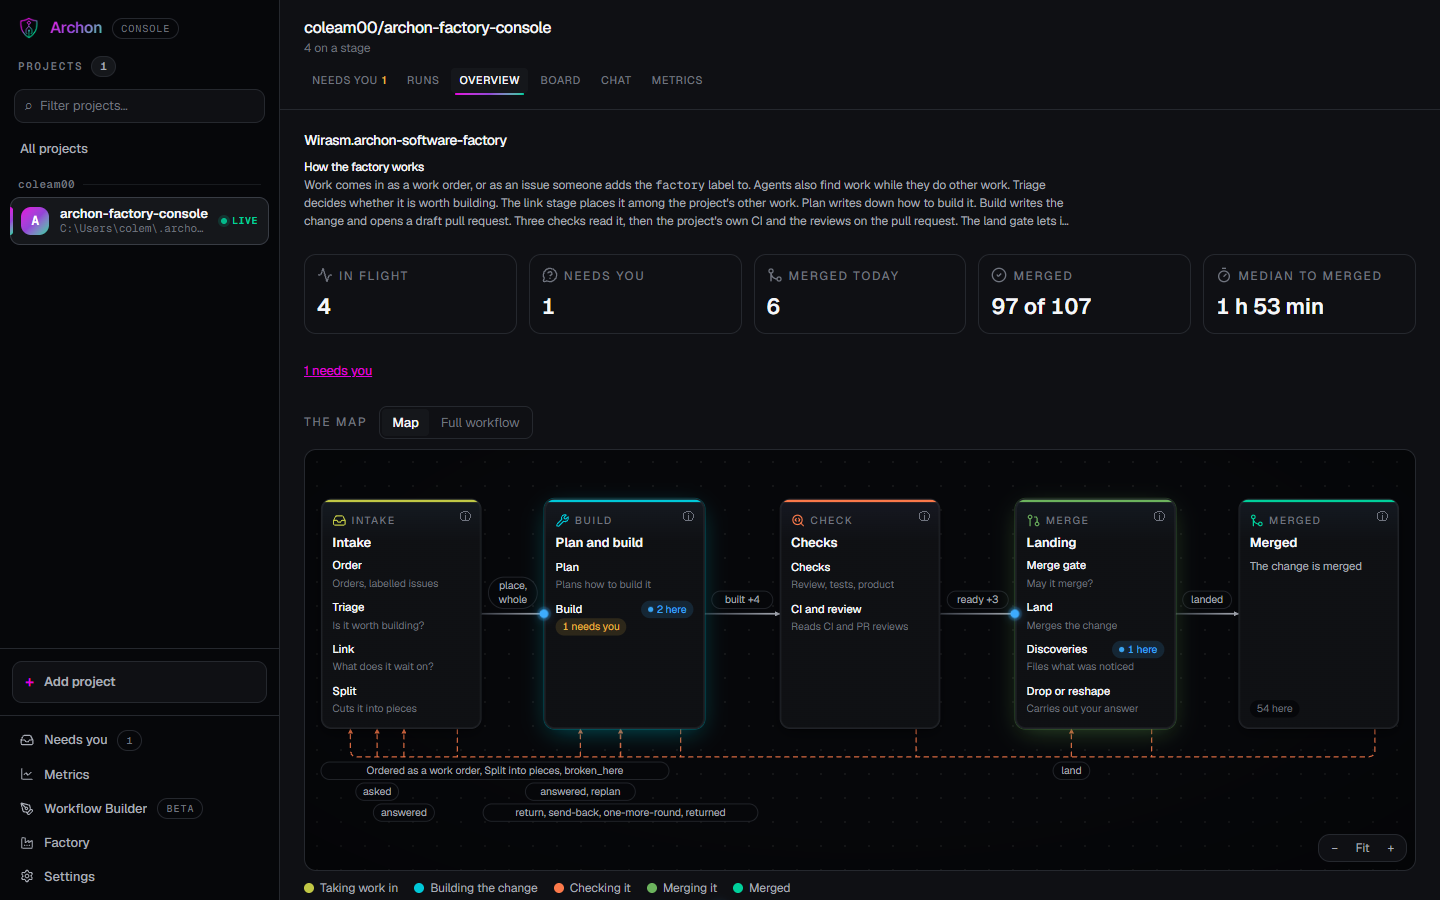 Archon CONSOLE
PROJECTS 1
Filter projects...
All projects
coleam00
A
archon-factory-console
C:\Users\colem\.archo…
LIVE
Add project
Needs you 1
Metrics
Workflow Builder BETA
Factory
Settings
coleam00/archon-factory-console
4 on a stage
NEEDS YOU 1 RUNS OVERVIEW BOARD CHAT METRICS
Wirasm.archon-software-factory
How the factory works
Work comes in as a work order, or as an issue someone adds the factory label to. Agents also find work while they do other work. Triage
decides whether it is worth building. The link stage places it among the project's other work. Plan writes down how to build it. Build writes the
change and opens a draft pull request. Three checks read it, then the project's own CI and the reviews on the pull request. The land gate lets i…
IN FLIGHT
4
NEEDS YOU
1
MERGED TODAY
6
MERGED
97 of 107
MEDIAN TO MERGED
1 h 53 min
1 needs you
THE MAP Map Full workflow
INTAKE
Intake
Order
Orders, labelled issues
Triage
Is it worth building?
Link
What does it wait on?
Split
Cuts it into pieces
place,
whole
BUILD
Plan and build
Plan
Plans how to build it
Build 2 here
1 needs you
built +4
CHECK
Checks
Checks
Review, tests, product
CI and review
Reads CI and PR reviews
ready +3
MERGE
Landing
Merge gate
May it merge?
Land
Merges the change
Discoveries 1 here
Files what was noticed
Drop or reshape
Carries out your answer
landed
MERGED
Merged
The change is merged
54 here
Ordered as a work order, Split into pieces, broken_here
land
asked
answered, replan
answered
return, send-back, one-more-round, returned
− Fit +
Taking work in Building the change Checking it Merging it Merged